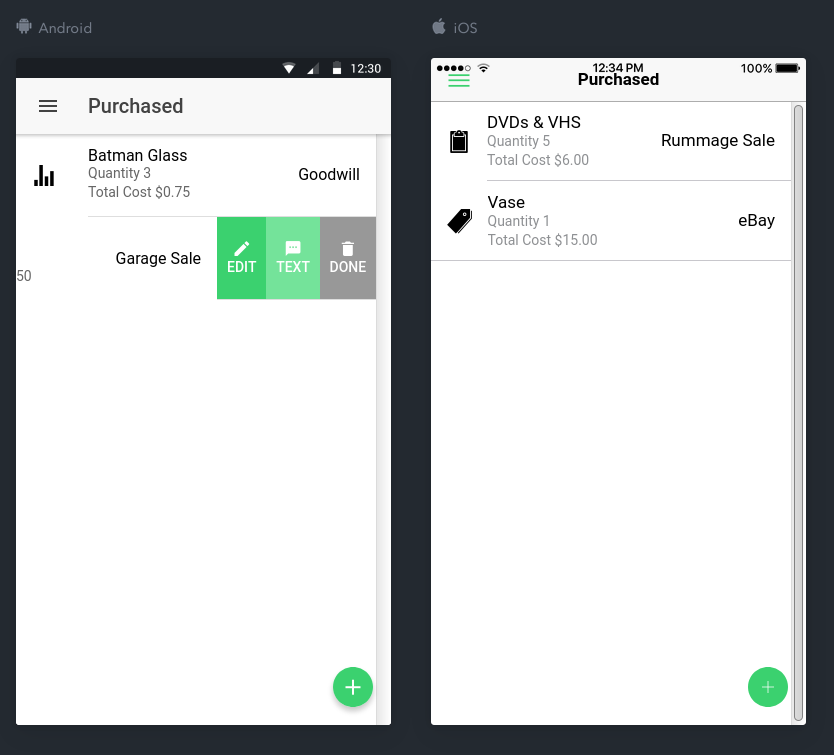 Android
12:30
Purchased
Batman Glass
Quantity 3
Total Cost $0.75
Goodwill
Garage Sale
50
EDIT
TEXT
DONE
iOS
12:34 PM
100%
Purchased
DVDs & VHS
Quantity 5
Total Cost $6.00
Rummage Sale
Vase
Quantity 1
Total Cost $15.00
eBay